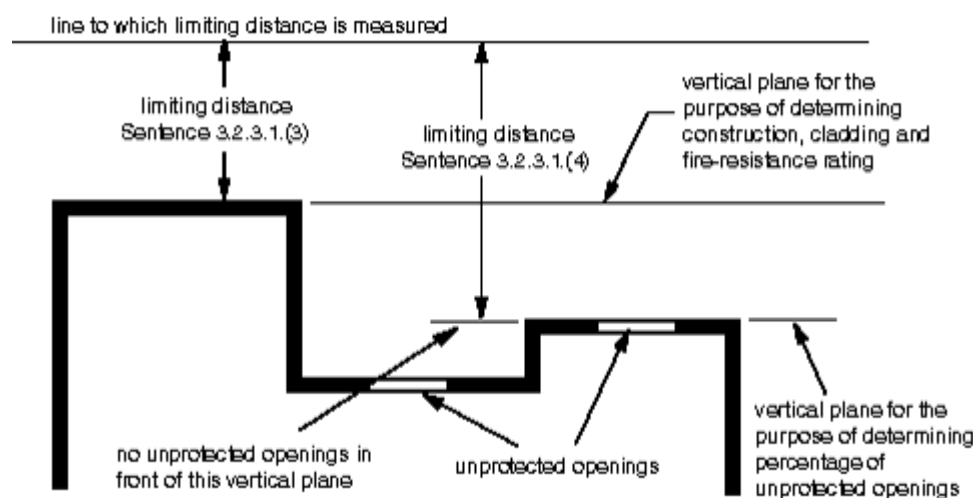 line to which limiting distance is measured
limiting distance
Sentence 3.2.3.1.(3)
limiting distance
Sentence 3.2.3.1.(4)
vertical plane for the
purpose of determining
construction, cladding and
fire-resistance rating
no unprotected openings in
front of this vertical plane
unprotected openings
vertical plane for the
purpose of determining
percentage of
unprotected openings